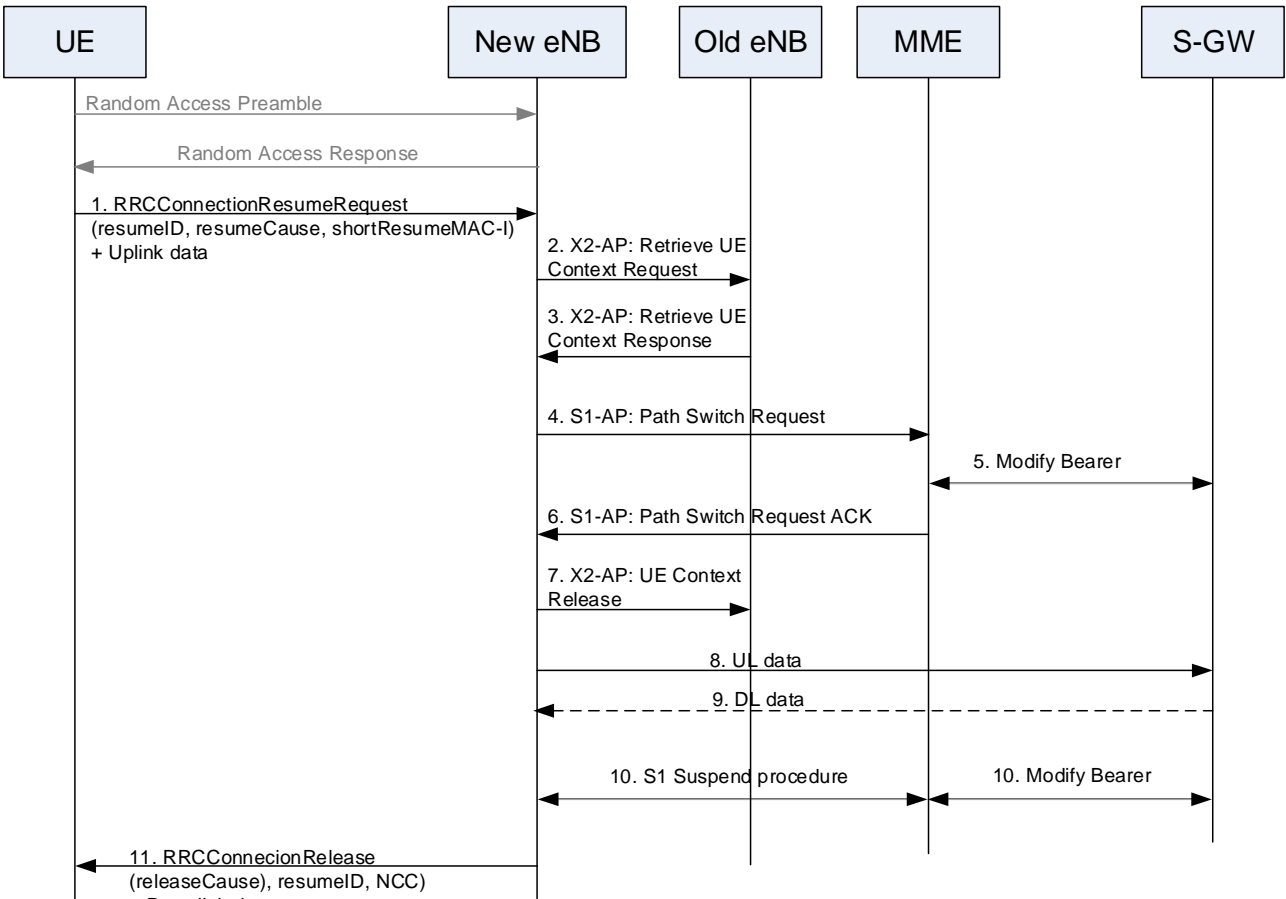 UE
New eNB
Old eNB
MME
S-GW
Random Access Preamble
Random Access Response
1. RRCConnectionResumeRequest
(resumeID, resumeCause, shortResumeMAC-I)
+ Uplink data
2. X2-AP: Retrieve UE
Context Request
3. X2-AP: Retrieve UE
Context Response
4. S1-AP: Path Switch Request
5. Modify Bearer
6. S1-AP: Path Switch Request ACK
7. X2-AP: UE Context
Release
8. UL data
9. DL data
10. S1 Suspend procedure
10. Modify Bearer
11. RRCConnecionRelease
(releaseCause), resumeID, NCC)